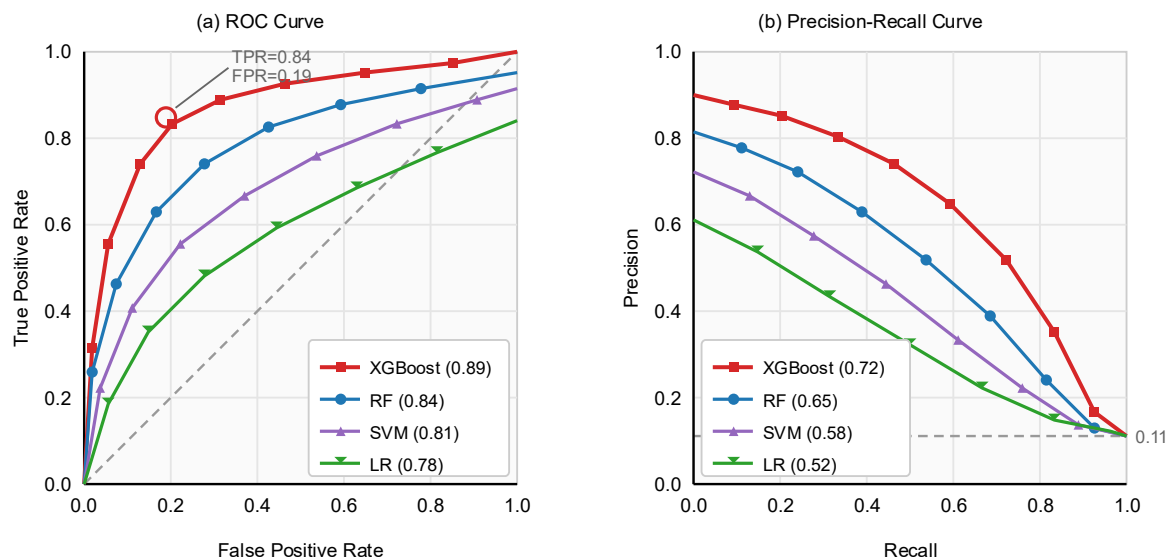 (a) ROC Curve
TPR=0.84
FPR=0.19
True Positive Rate
1.0
0.8
0.6
0.4
0.2
0.0
XGBoost (0.89)
RF (0.84)
SVM (0.81)
LR (0.78)
0.0 0.2 0.4 0.6 0.8 1.0
False Positive Rate
(b) Precision-Recall Curve
Precision
1.0
0.8
0.6
0.4
0.2
0.0
XGBoost (0.72)
RF (0.65)
SVM (0.58)
LR (0.52)
0.11
0.0 0.2 0.4 0.6 0.8 1.0
Recall